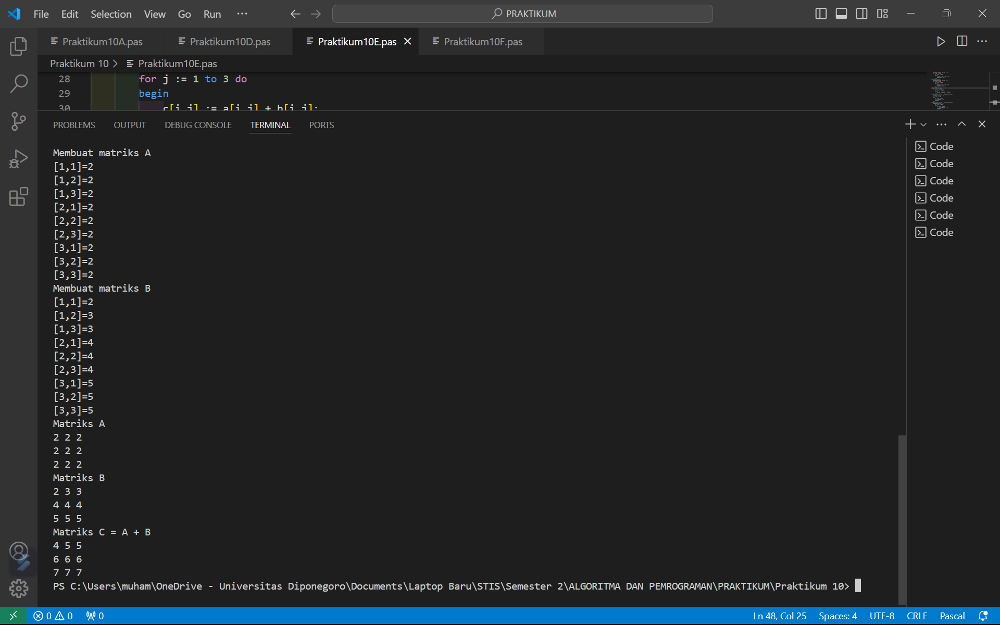 File Edit Selection View Go Run ··· PRAKTIKUM
Praktikum10A.pas Praktikum10D.pas Praktikum10E.pas Praktikum10F.pas
Praktikum 10 > Praktikum10E.pas
28 for j := 1 to 3 do
29 begin
30 c[i,j] := a[i,j] + b[i,j];
PROBLEMS OUTPUT DEBUG CONSOLE TERMINAL PORTS
Membuat matriks A
[1,1]=2
[1,2]=2
[1,3]=2
[2,1]=2
[2,2]=2
[2,3]=2
[3,1]=2
[3,2]=2
[3,3]=2
Membuat matriks B
[1,1]=2
[1,2]=3
[1,3]=3
[2,1]=4
[2,2]=4
[2,3]=4
[3,1]=5
[3,2]=5
[3,3]=5
Matriks A
2 2 2
2 2 2
2 2 2
Matriks B
2 3 3
4 4 4
5 5 5
Matriks C = A + B
4 5 5
6 6 6
7 7 7
PS C:\Users\muham\OneDrive - Universitas Diponegoro\Documents\Laptop Baru\STIS\Semester 2\ALGORITMA DAN PEMROGRAMAN\PRAKTIKUM\Praktikum 10>
Code
Code
Code
Code
Code
Code
0 0 0 Ln 48, Col 25 Spaces: 4 UTF-8 CRLF Pascal